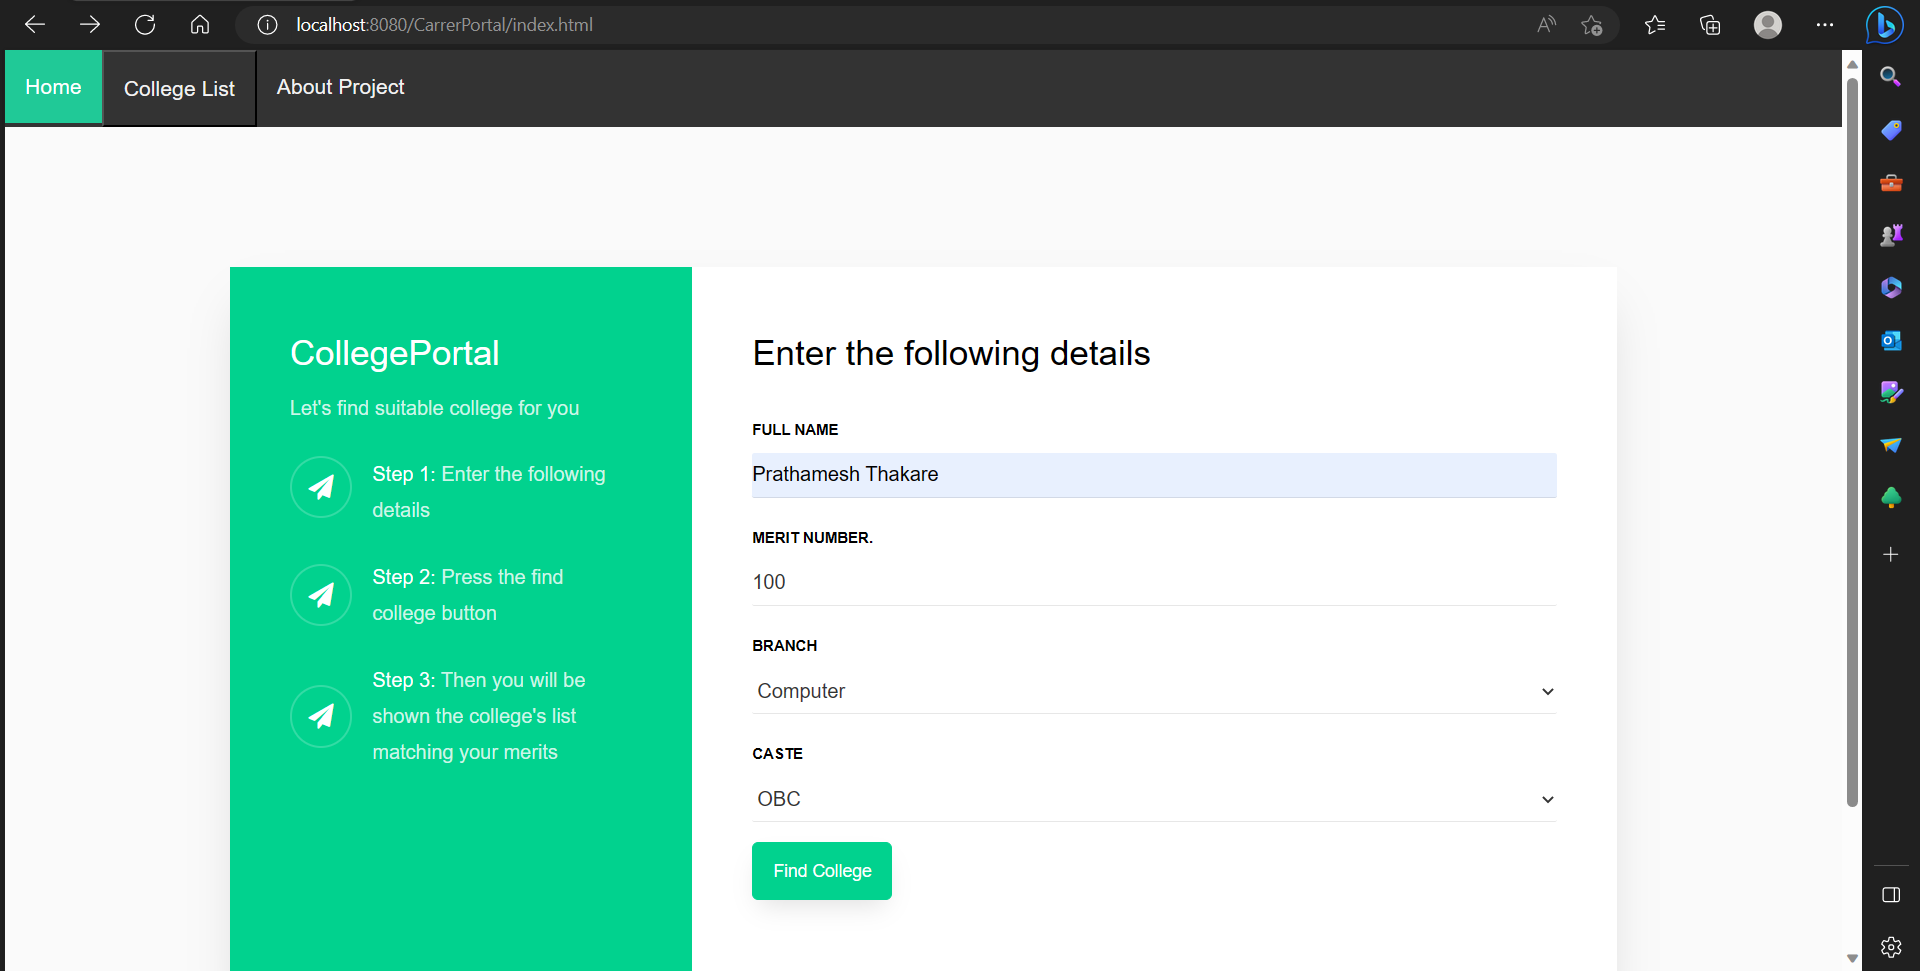 localhost:8080/CarrerPortal/index.html
Home
College List
About Project
CollegePortal
Let's find suitable college for you
Step 1: Enter the following
details
Step 2: Press the find
college button
Step 3: Then you will be
shown the college's list
matching your merits
Enter the following details
FULL NAME
Prathamesh Thakare
MERIT NUMBER.
100
BRANCH
Computer
CASTE
OBC
Find College